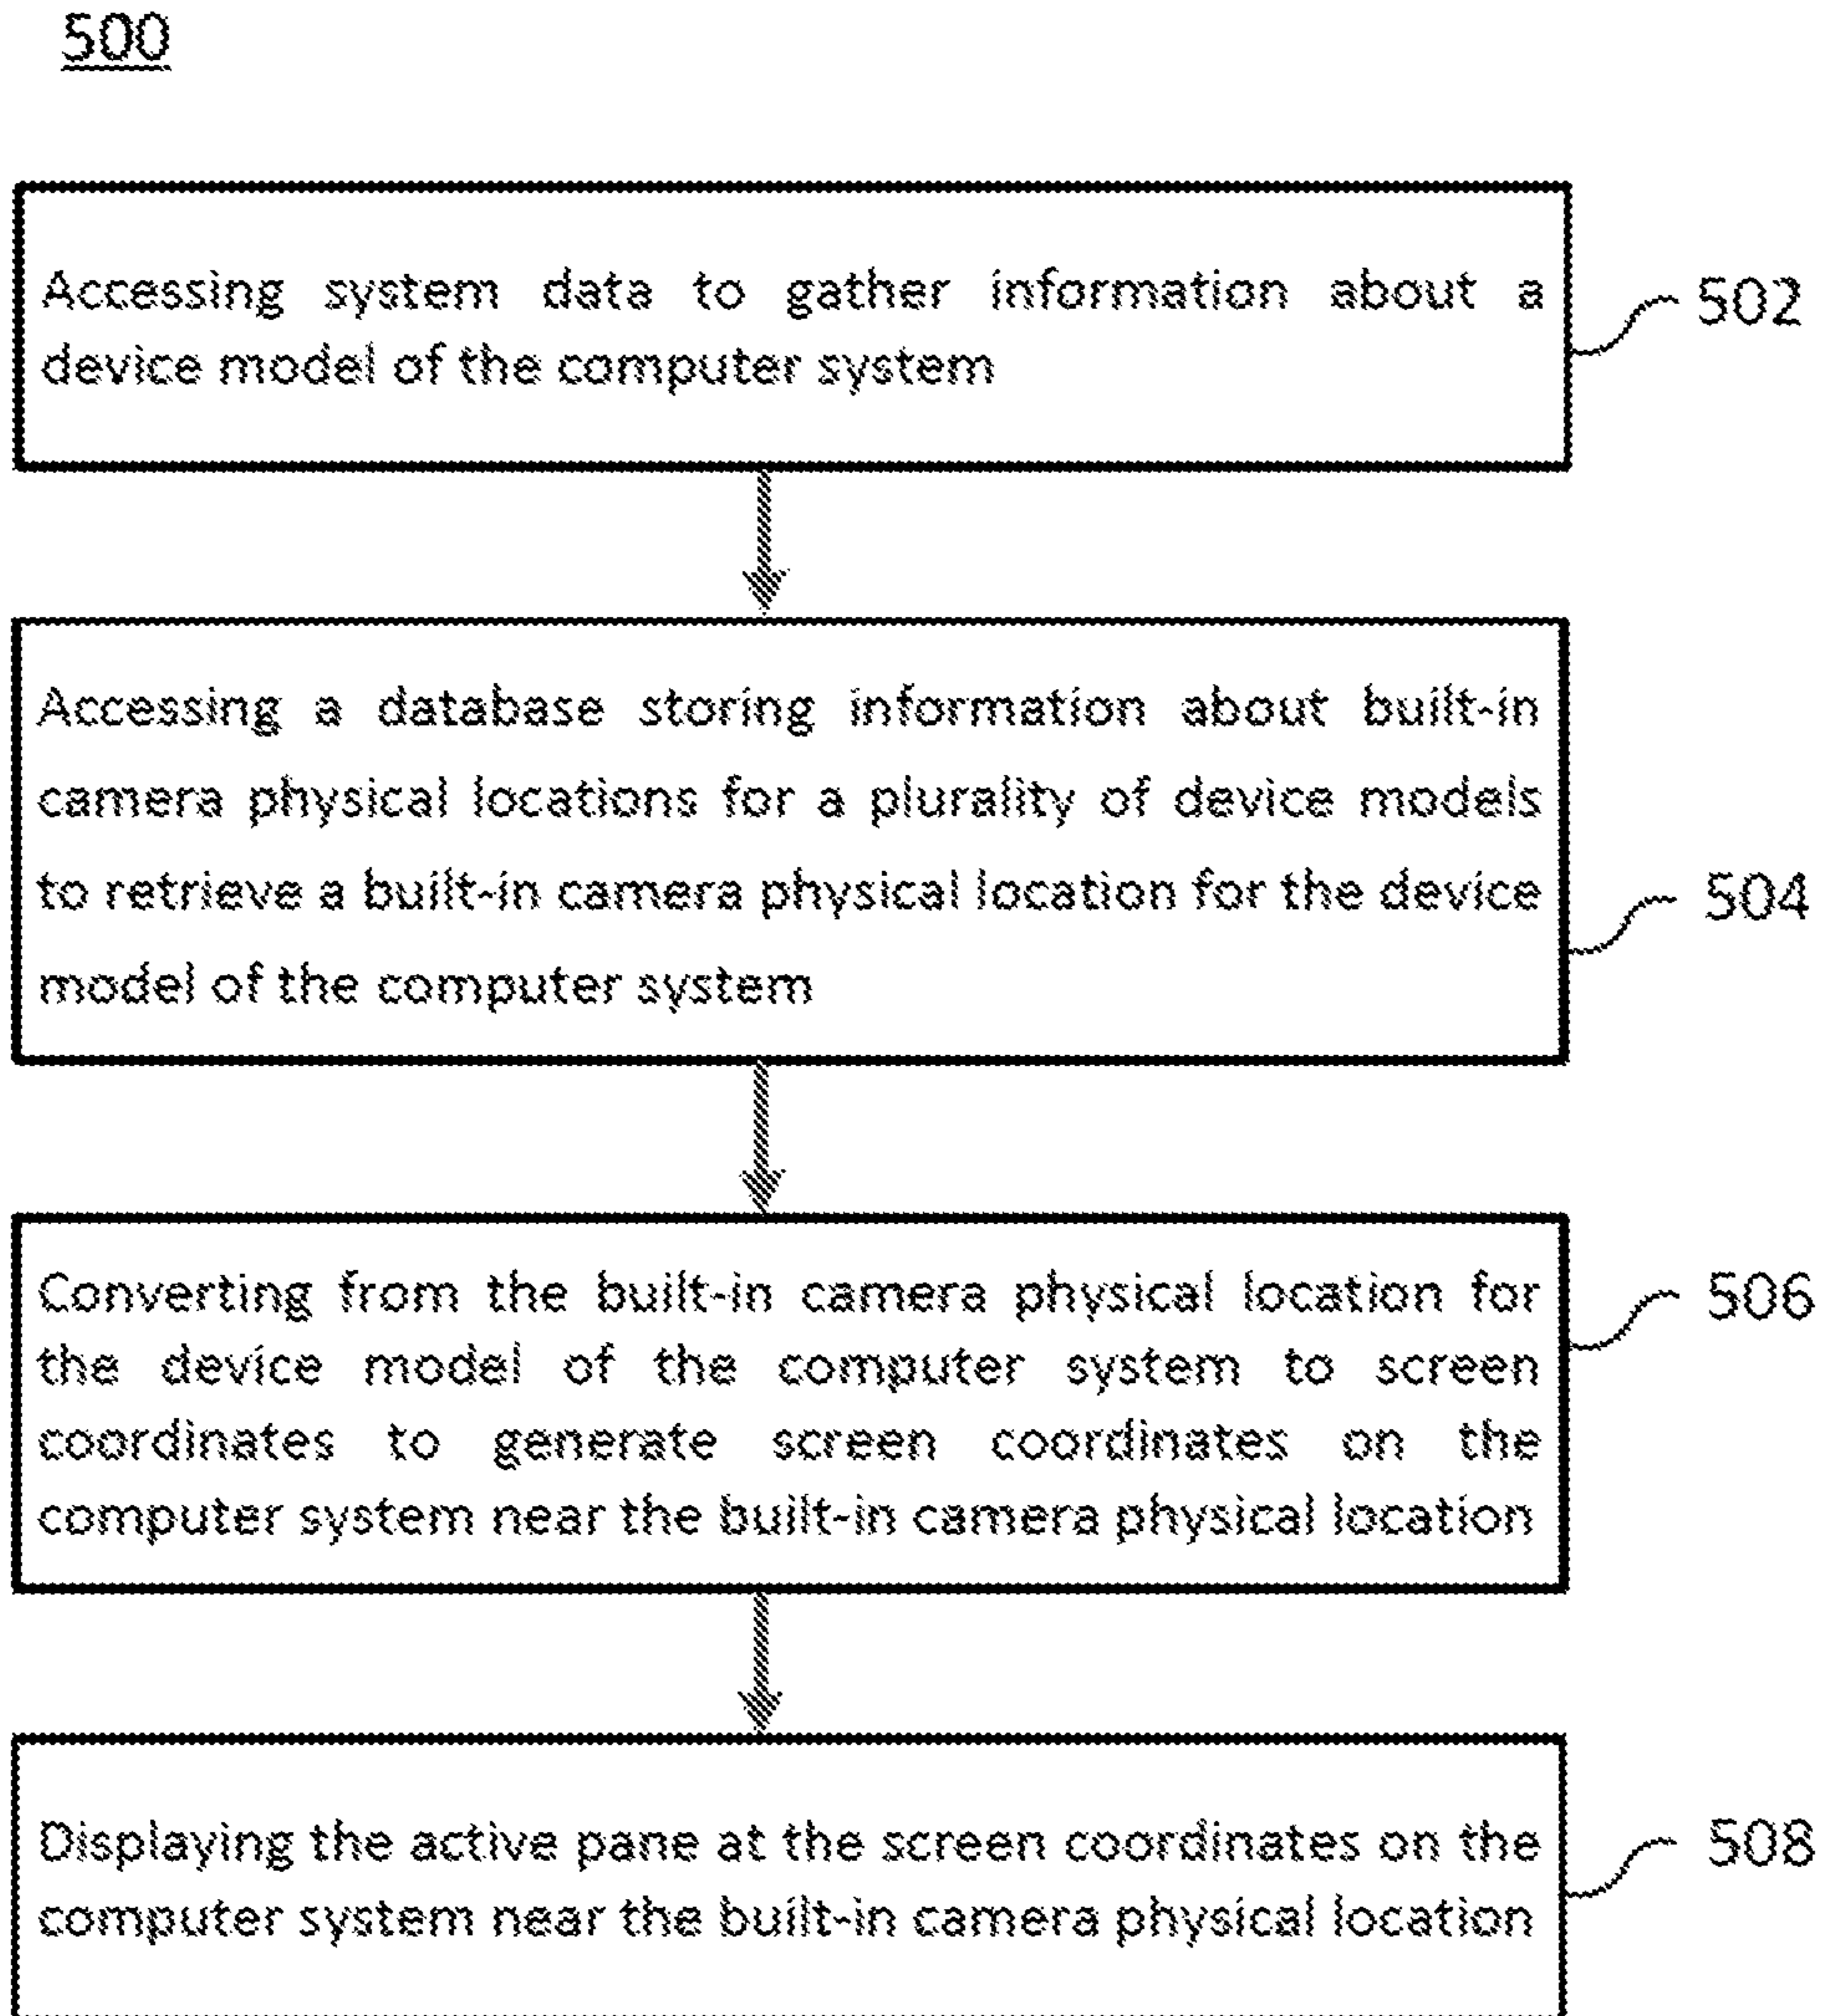 500
Accessing system data to gather information about a
device model of the computer system
502
Accessing a database storing information about built-in
camera physical locations for a plurality of device models
to retrieve a built-in camera physical location for the device
model of the computer system
504
Converting from the built-in camera physical location for
the device model of the computer system to screen
coordinates to generate screen coordinates on the
computer system near the built-in camera physical location
506
Displaying the active pane at the screen coordinates on the
computer system near the built-in camera physical location
508